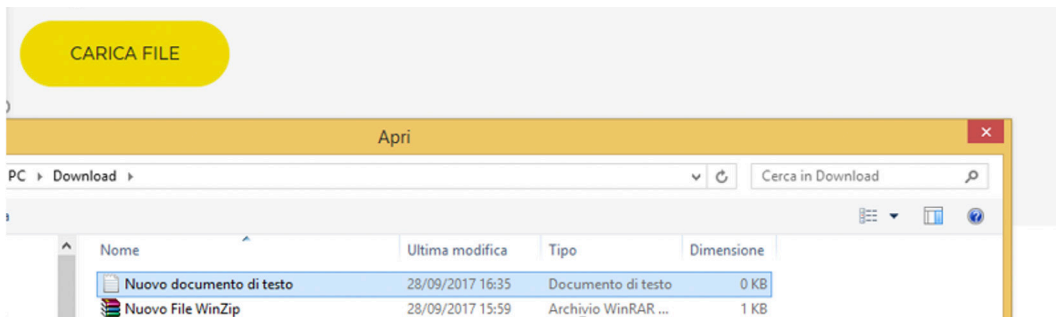 CARICA FILE
Apri
PC Download
Cerca in Download
Nome Ultima modifica Tipo Dimensione
Nuovo documento di testo 28/09/2017 16:35 Documento di testo 0 KB
Nuovo File WinZip 28/09/2017 15:59 Archivio WinRAR ... 1 KB